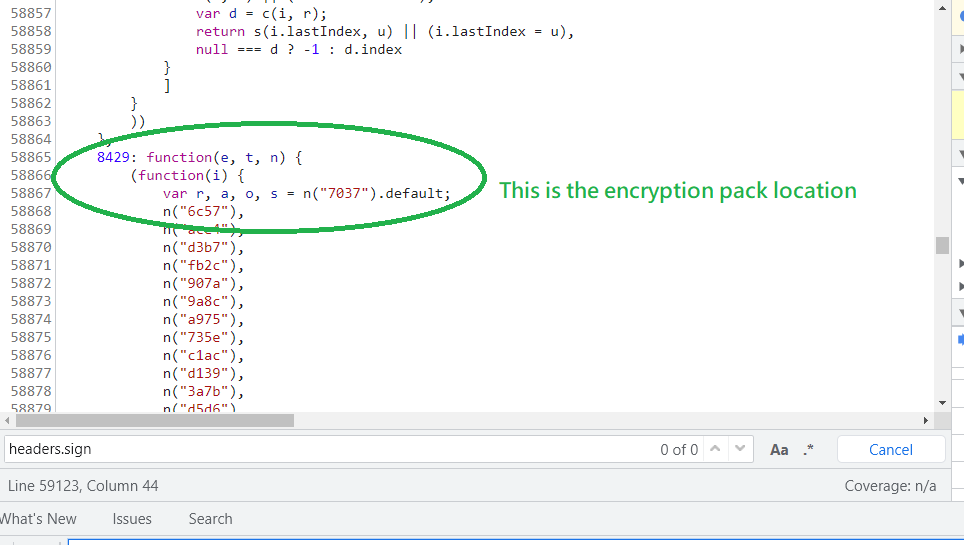 58857 var d = c(i, r);
58858 return s(i.lastIndex, u) || (i.lastIndex = u),
58859 null === d ? -1 : d.index
58860 }
58861 ]
58862 }
58863 ))
58864 },
58865 8429: function(e, t, n) {
58866 (function(i) {
58867 var r, a, o, s = n("7037").default;
This is the encryption pack location
58868 n("6c57"),
58869
58870 n("d3b7"),
58871 n("fb2c"),
58872 n("907a"),
58873 n("9a8c"),
58874 n("a975"),
58875 n("735e"),
58876 n("c1ac"),
58877 n("d139"),
58878 n("3a7b"),
58879 n("d5d6")
headers.sign 0 of 0 Aa .* Cancel
Line 59123, Column 44 Coverage: n/a
What's New Issues Search